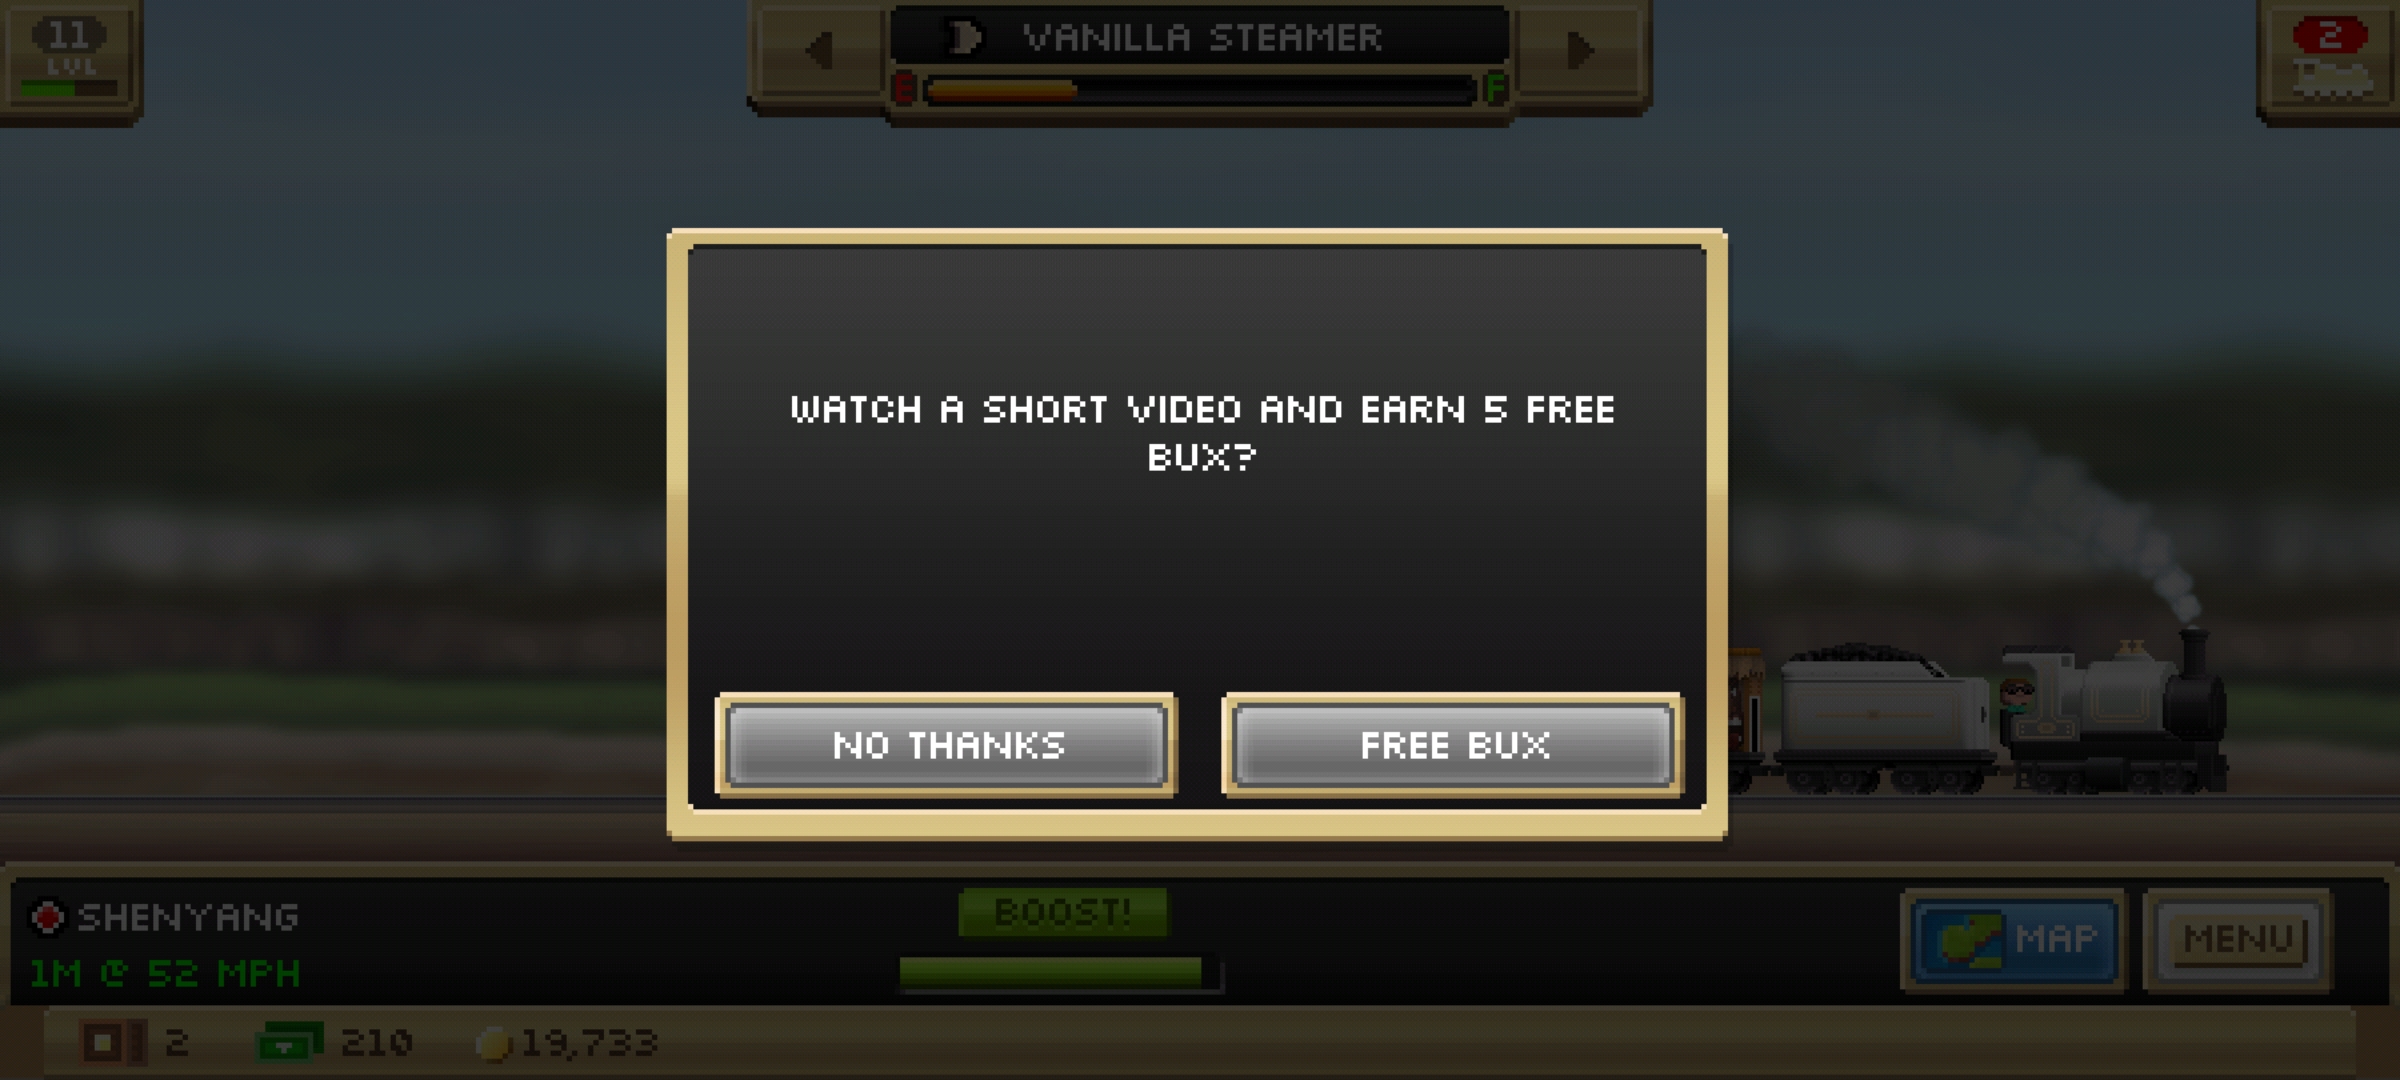 11
LVL
VANILLA STEAMER
E F
2
WATCH A SHORT VIDEO AND EARN 5 FREE
BUX?
NO THANKS
FREE BUX
SHENYANG
1M @ 52 MPH
BOOST!
MAP
MENU
2
210
19,733